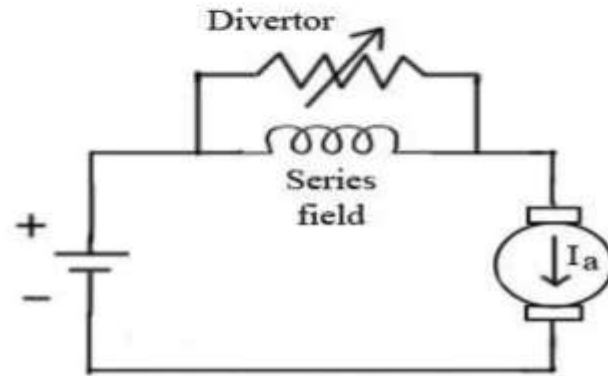 Divertor
Series
field
+
−
Ia